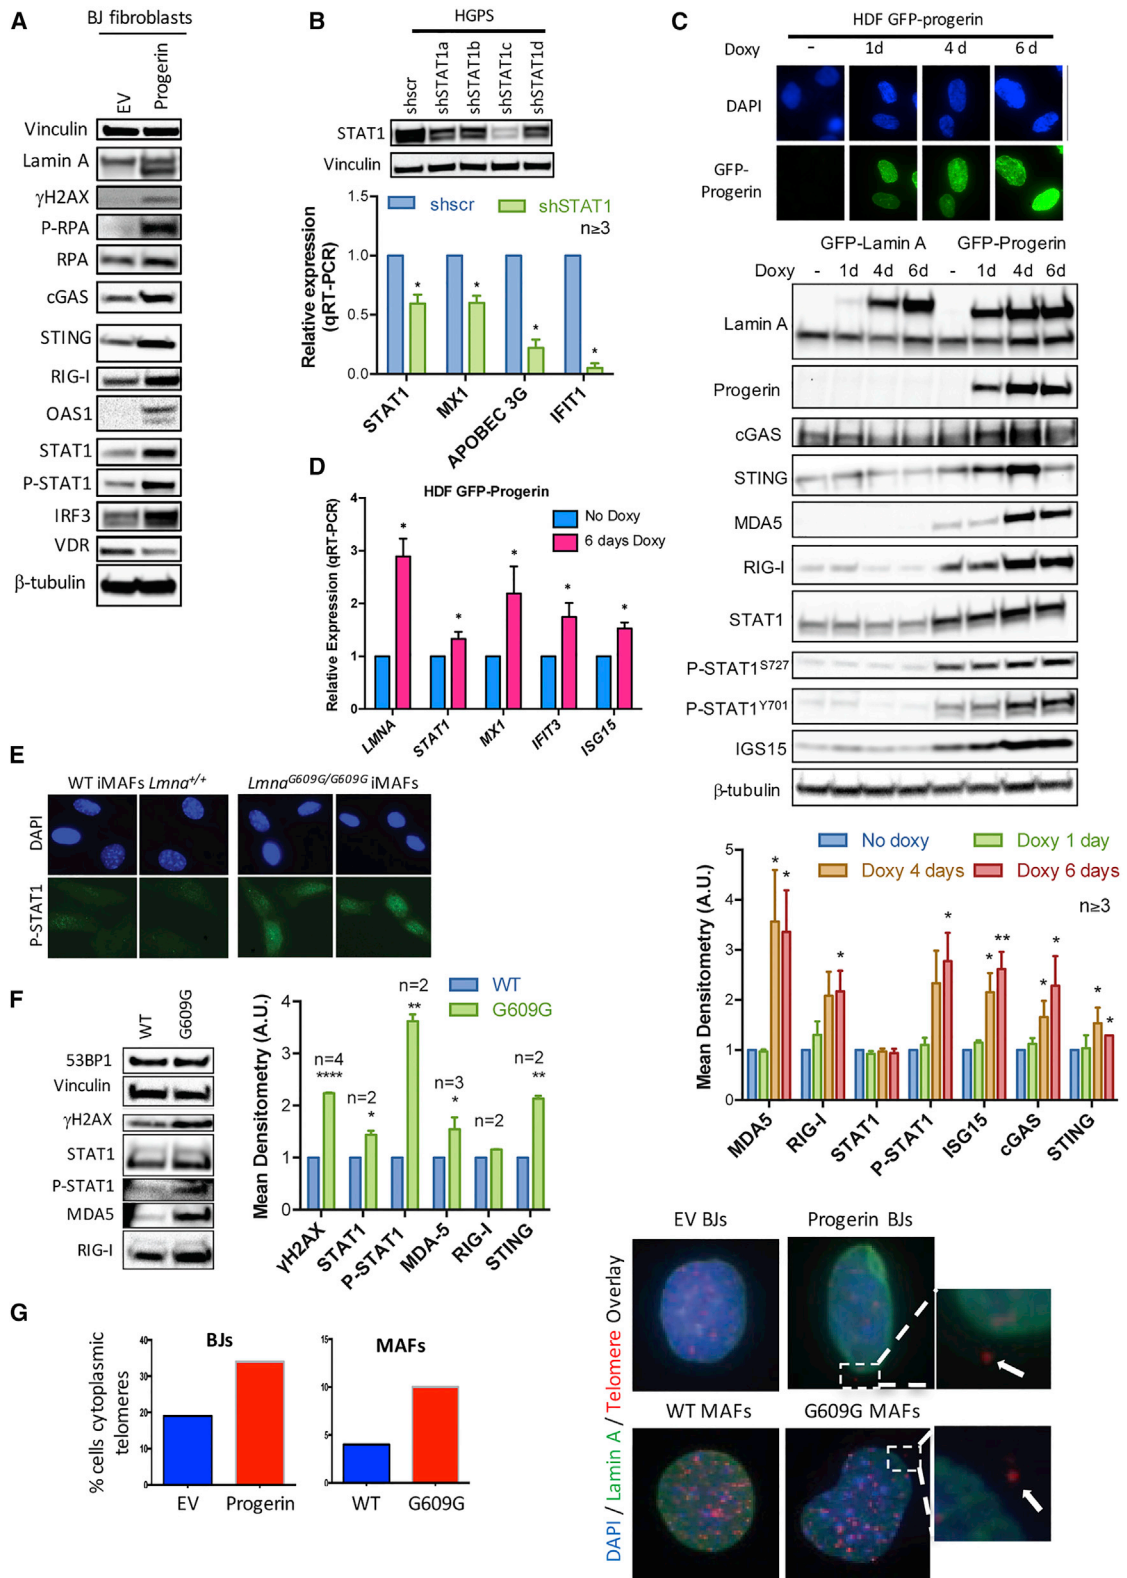 A
BJ fibroblasts
EV
Progerin
Vinculin
Lamin A
γH2AX
P-RPA
RPA
cGAS
STING
RIG-I
OAS1
STAT1
P-STAT1
IRF3
VDR
β-tubulin
B
HGPS
shscr
shSTAT1a
shSTAT1b
shSTAT1c
shSTAT1d
STAT1
Vinculin
shscr
shSTAT1
n≥3
Relative expression
(qRT-PCR)
1.5
1.0
0.5
0.0
* * * *
STAT1
MX1
APOBEC 3G
IFIT1
C
HDF GFP-progerin
Doxy - 1d 4 d 6 d
DAPI
GFP-
Progerin
GFP-Lamin A GFP-Progerin
Doxy - 1d 4d 6d - 1d 4d 6d
Lamin A
Progerin
cGAS
STING
MDA5
RIG-I
STAT1
P-STAT1S727
P-STAT1Y701
IGS15
β-tubulin
No doxy
Doxy 1 day
Doxy 4 days
Doxy 6 days
n≥3
Mean Densitometry (A.U.)
5
4
3
2
1
0
* * * * * ** * * * *
MDA5
RIG-I
STAT1
P-STAT1
ISG15
cGAS
STING
D
HDF GFP-Progerin
No Doxy
6 days Doxy
Relative Expression (qRT-PCR)
4
3
2
1
0
* * * * *
LMNA
STAT1
MX1
IFIT3
ISG15
E
WT iMAFs Lmna+/+
LmnaG609G/G609G iMAFs
DAPI
P-STAT1
F
WT
G609G
53BP1
Vinculin
γH2AX
STAT1
P-STAT1
MDA5
RIG-I
WT
G609G
Mean Densitometry (A.U.)
4
3
2
1
0
n=4
****
n=2
*
n=2
**
n=3
*
n=2
n=2
**
γH2AX
STAT1
P-STAT1
MDA-5
RIG-I
STING
G
% cells cytoplasmic
telomeres
BJs
40
30
20
10
0
EV
Progerin
MAFs
15
10
5
0
WT
G609G
DAPI / Lamin A / Telomere Overlay
EV BJs
Progerin BJs
WT MAFs
G609G MAFs